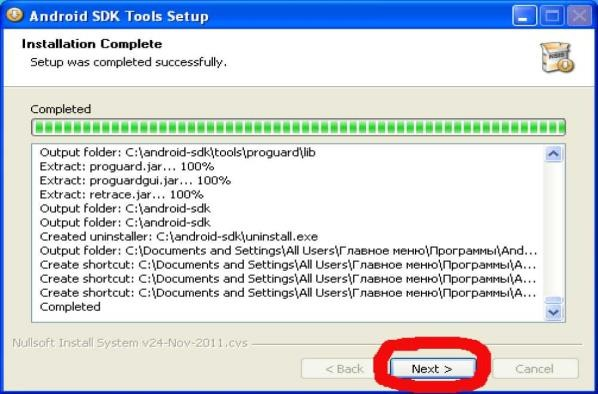 Android SDK Tools Setup
Installation Complete
Setup was completed successfully.
Completed
Output folder: C:\android-sdk\tools\proguard\lib
Extract: proguard.jar... 100%
Extract: proguardgui.jar... 100%
Extract: retrace.jar... 100%
Output folder: C:\android-sdk
Output folder: C:\android-sdk
Created uninstaller: C:\android-sdk\uninstall.exe
Output folder: C:\Documents and Settings\All Users\Главное меню\Программы\And...
Create shortcut: C:\Documents and Settings\All Users\Главное меню\Программы\A...
Create shortcut: C:\Documents and Settings\All Users\Главное меню\Программы\A...
Create shortcut: C:\Documents and Settings\All Users\Главное меню\Программы\A...
Completed
Nullsoft Install System v24-Nov-2011.cvs
< Back Next > Cancel